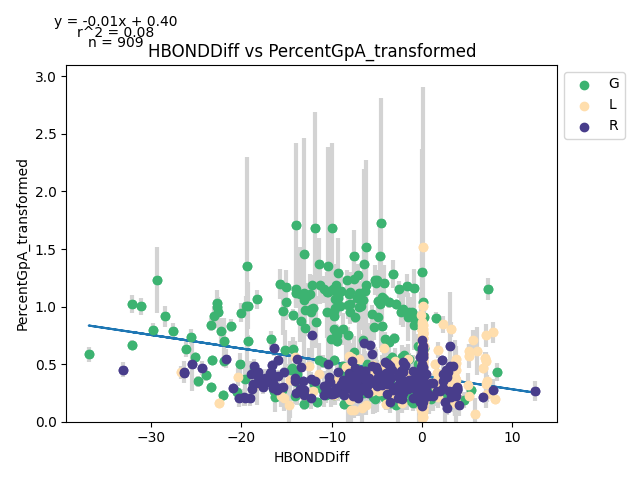 y = -0.01x + 0.40
r^2 = 0.08
n = 909
HBONDDiff vs PercentGpA_transformed
G
L
R
3.0
2.5
2.0
1.5
1.0
0.5
0.0
PercentGpA_transformed
−30
−20
−10
0
10
HBONDDiff